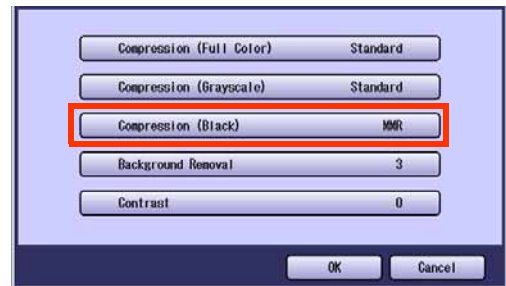 Compression (Full Color) Standard
Compression (Grayscale) Standard
Compression (Black) MMR
Background Removal 3
Contrast 0
OK Cancel